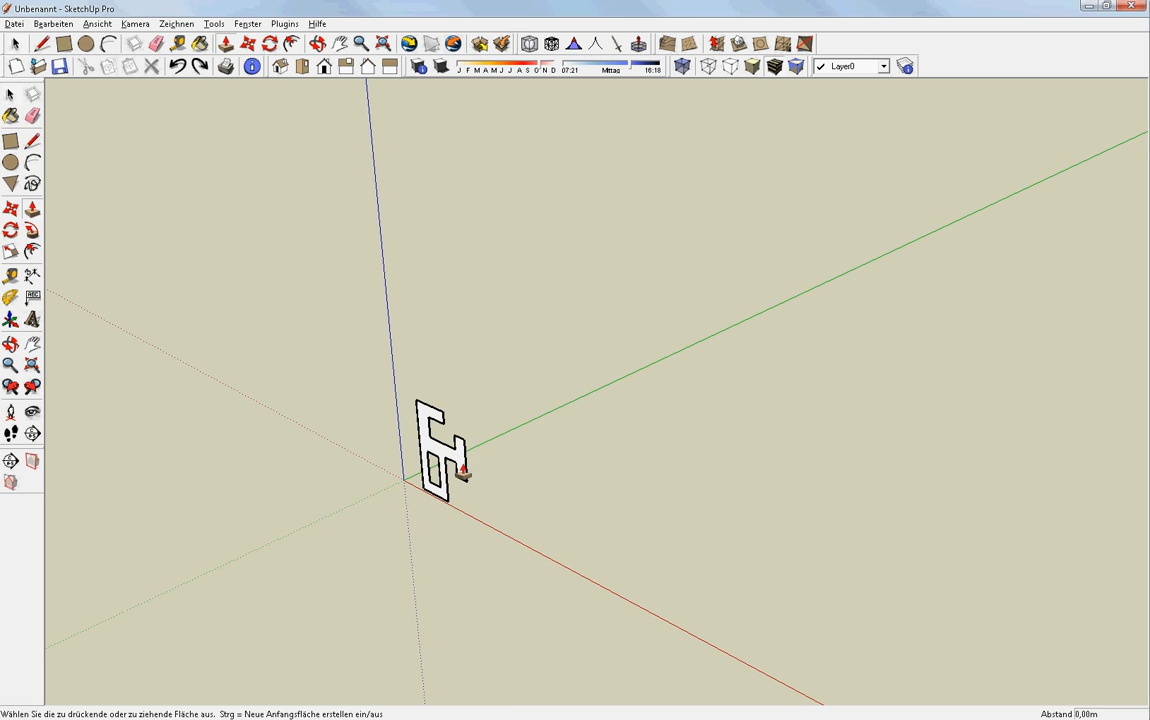 Unbenannt - SketchUp Pro
Datei Bearbeiten Ansicht Kamera Zeichnen Tools Fenster Plugins Hilfe
J F M A M J J A S O N D 07:21 Mittag 16:18 Layer0
ABC
Wählen Sie die zu drückende oder zu ziehende Fläche aus. Strg = Neue Anfangsfläche erstellen ein/aus Abstand 0,00m